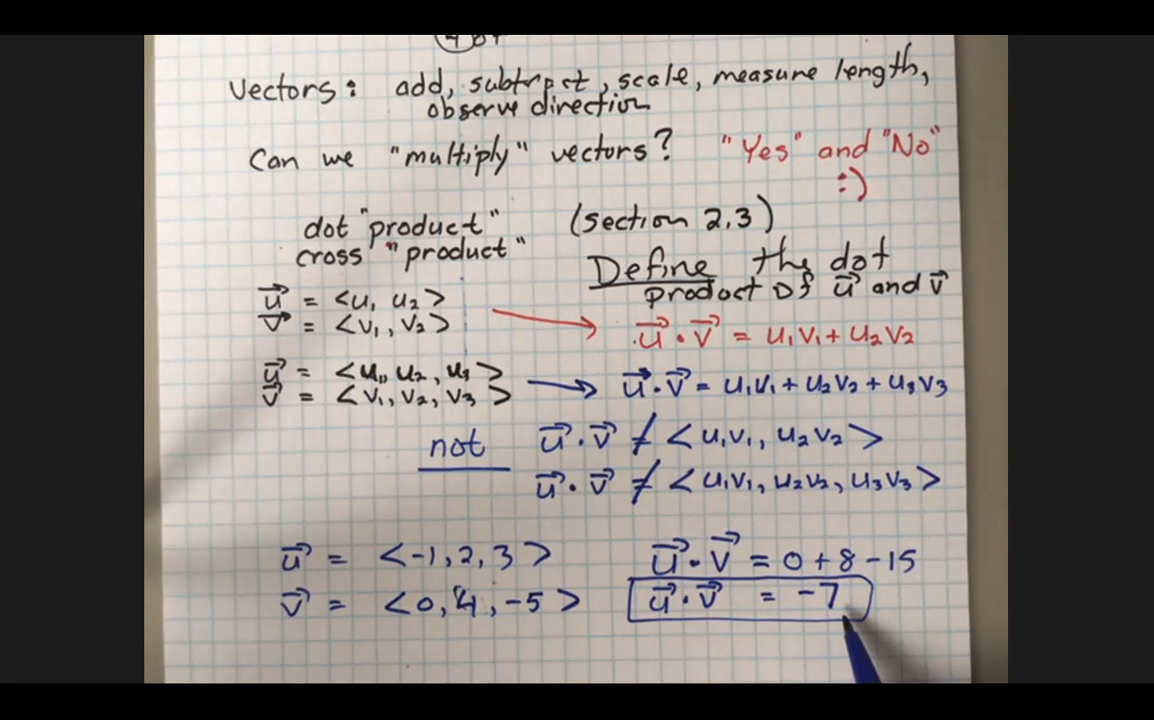 Vectors: add, subtract, scale, measure length,
observe direction
Can we "multiply" vectors? "Yes" and "No"
:)
dot "product" (section 2.3)
cross "product"
Define the dot
product of u⃗ and v⃗
u⃗ = <u₁ u₂>
v⃗ = <v₁, v₂>
u⃗ · v⃗ = u₁v₁ + u₂v₂
u⃗ = <u₁, u₂, u₃>
v⃗ = <v₁, v₂, v₃>
u⃗ · v⃗ = u₁v₁ + u₂v₂ + u₃v₃
not u⃗ · v⃗ ≠ <u₁v₁, u₂v₂>
u⃗ · v⃗ ≠ <u₁v₁, u₂v₂, u₃v₃>
u⃗ = <-1, 2, 3> u⃗ · v⃗ = 0 + 8 - 15
v⃗ = <0, 4, -5> u⃗ · v⃗ = -7